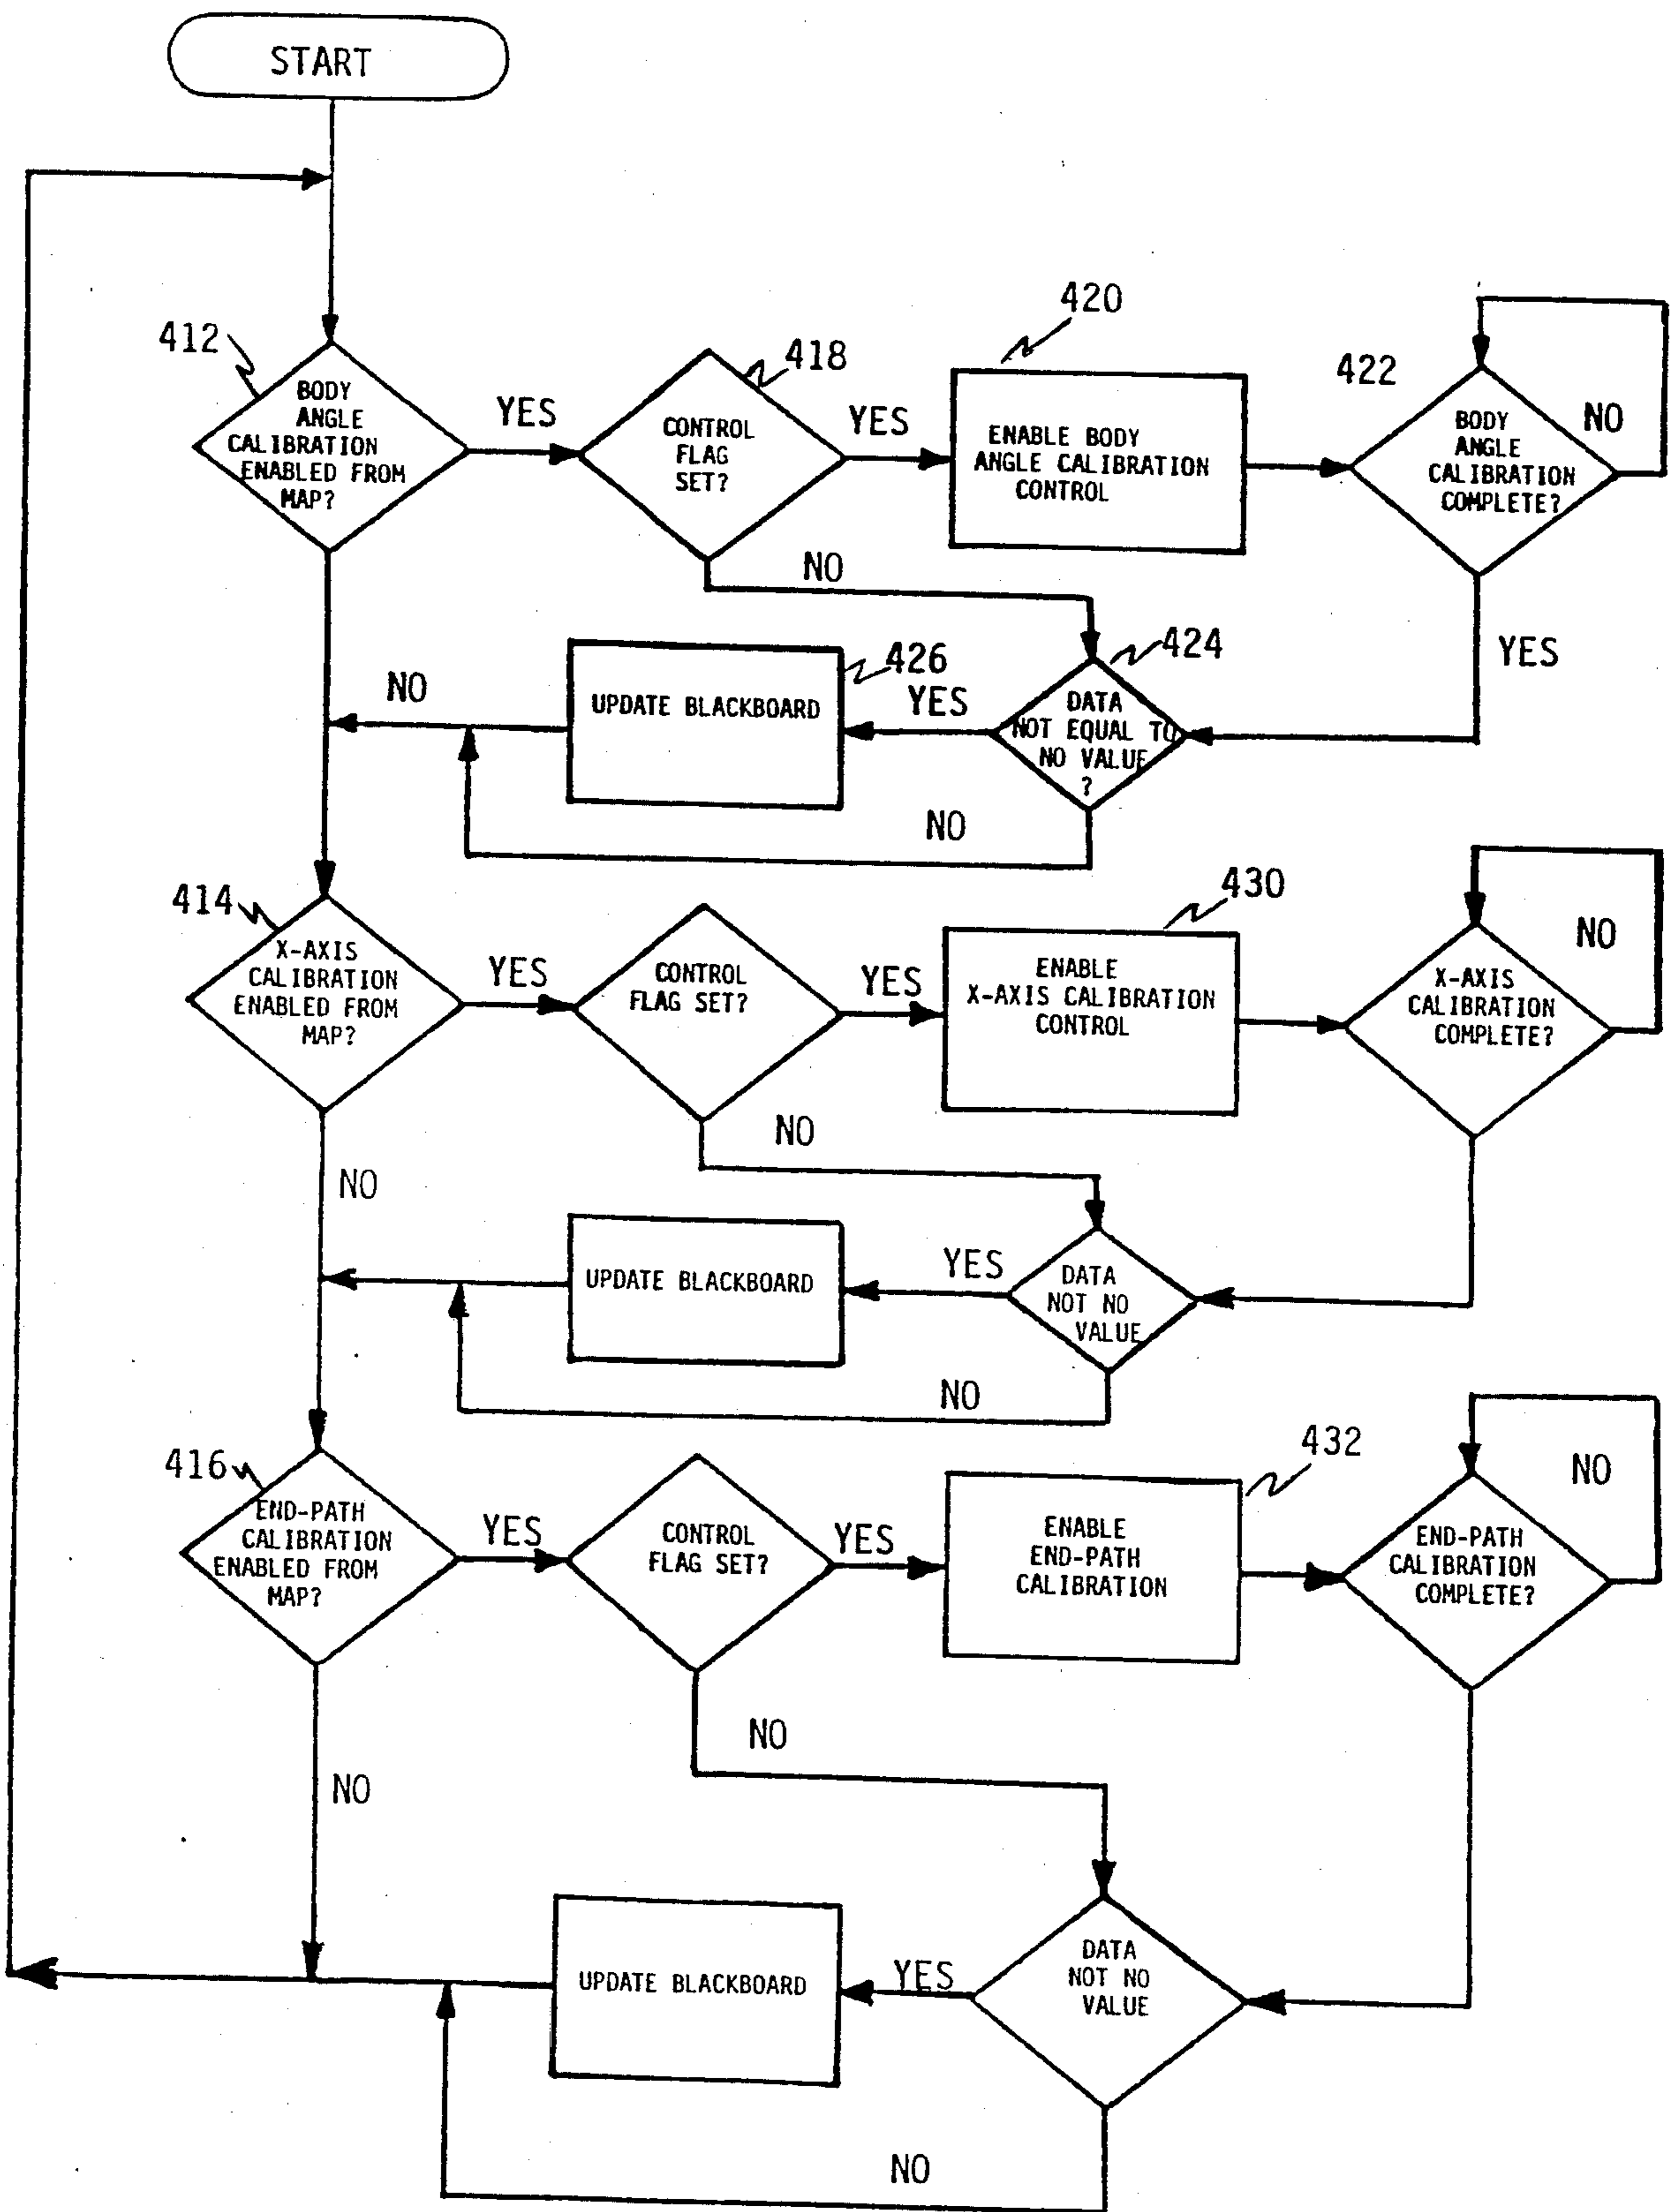 START
412
BODY
ANGLE
CALIBRATION
ENABLED FROM
MAP?
YES
418
CONTROL
FLAG
SET?
YES
420
ENABLE BODY
ANGLE CALIBRATION
CONTROL
422
BODY
ANGLE
CALIBRATION
COMPLETE?
NO
NO
YES
424
DATA
NOT EQUAL TO
NO VALUE
?
YES
426
UPDATE BLACKBOARD
NO
NO
414
X-AXIS
CALIBRATION
ENABLED FROM
MAP?
YES
CONTROL
FLAG SET?
YES
430
ENABLE
X-AXIS CALIBRATION
CONTROL
X-AXIS
CALIBRATION
COMPLETE?
NO
NO
NO
DATA
NOT NO
VALUE
YES
UPDATE BLACKBOARD
NO
416
END-PATH
CALIBRATION
ENABLED FROM
MAP?
YES
CONTROL
FLAG SET?
YES
432
ENABLE
END-PATH
CALIBRATION
END-PATH
CALIBRATION
COMPLETE?
NO
NO
NO
DATA
NOT NO
VALUE
YES
UPDATE BLACKBOARD
NO